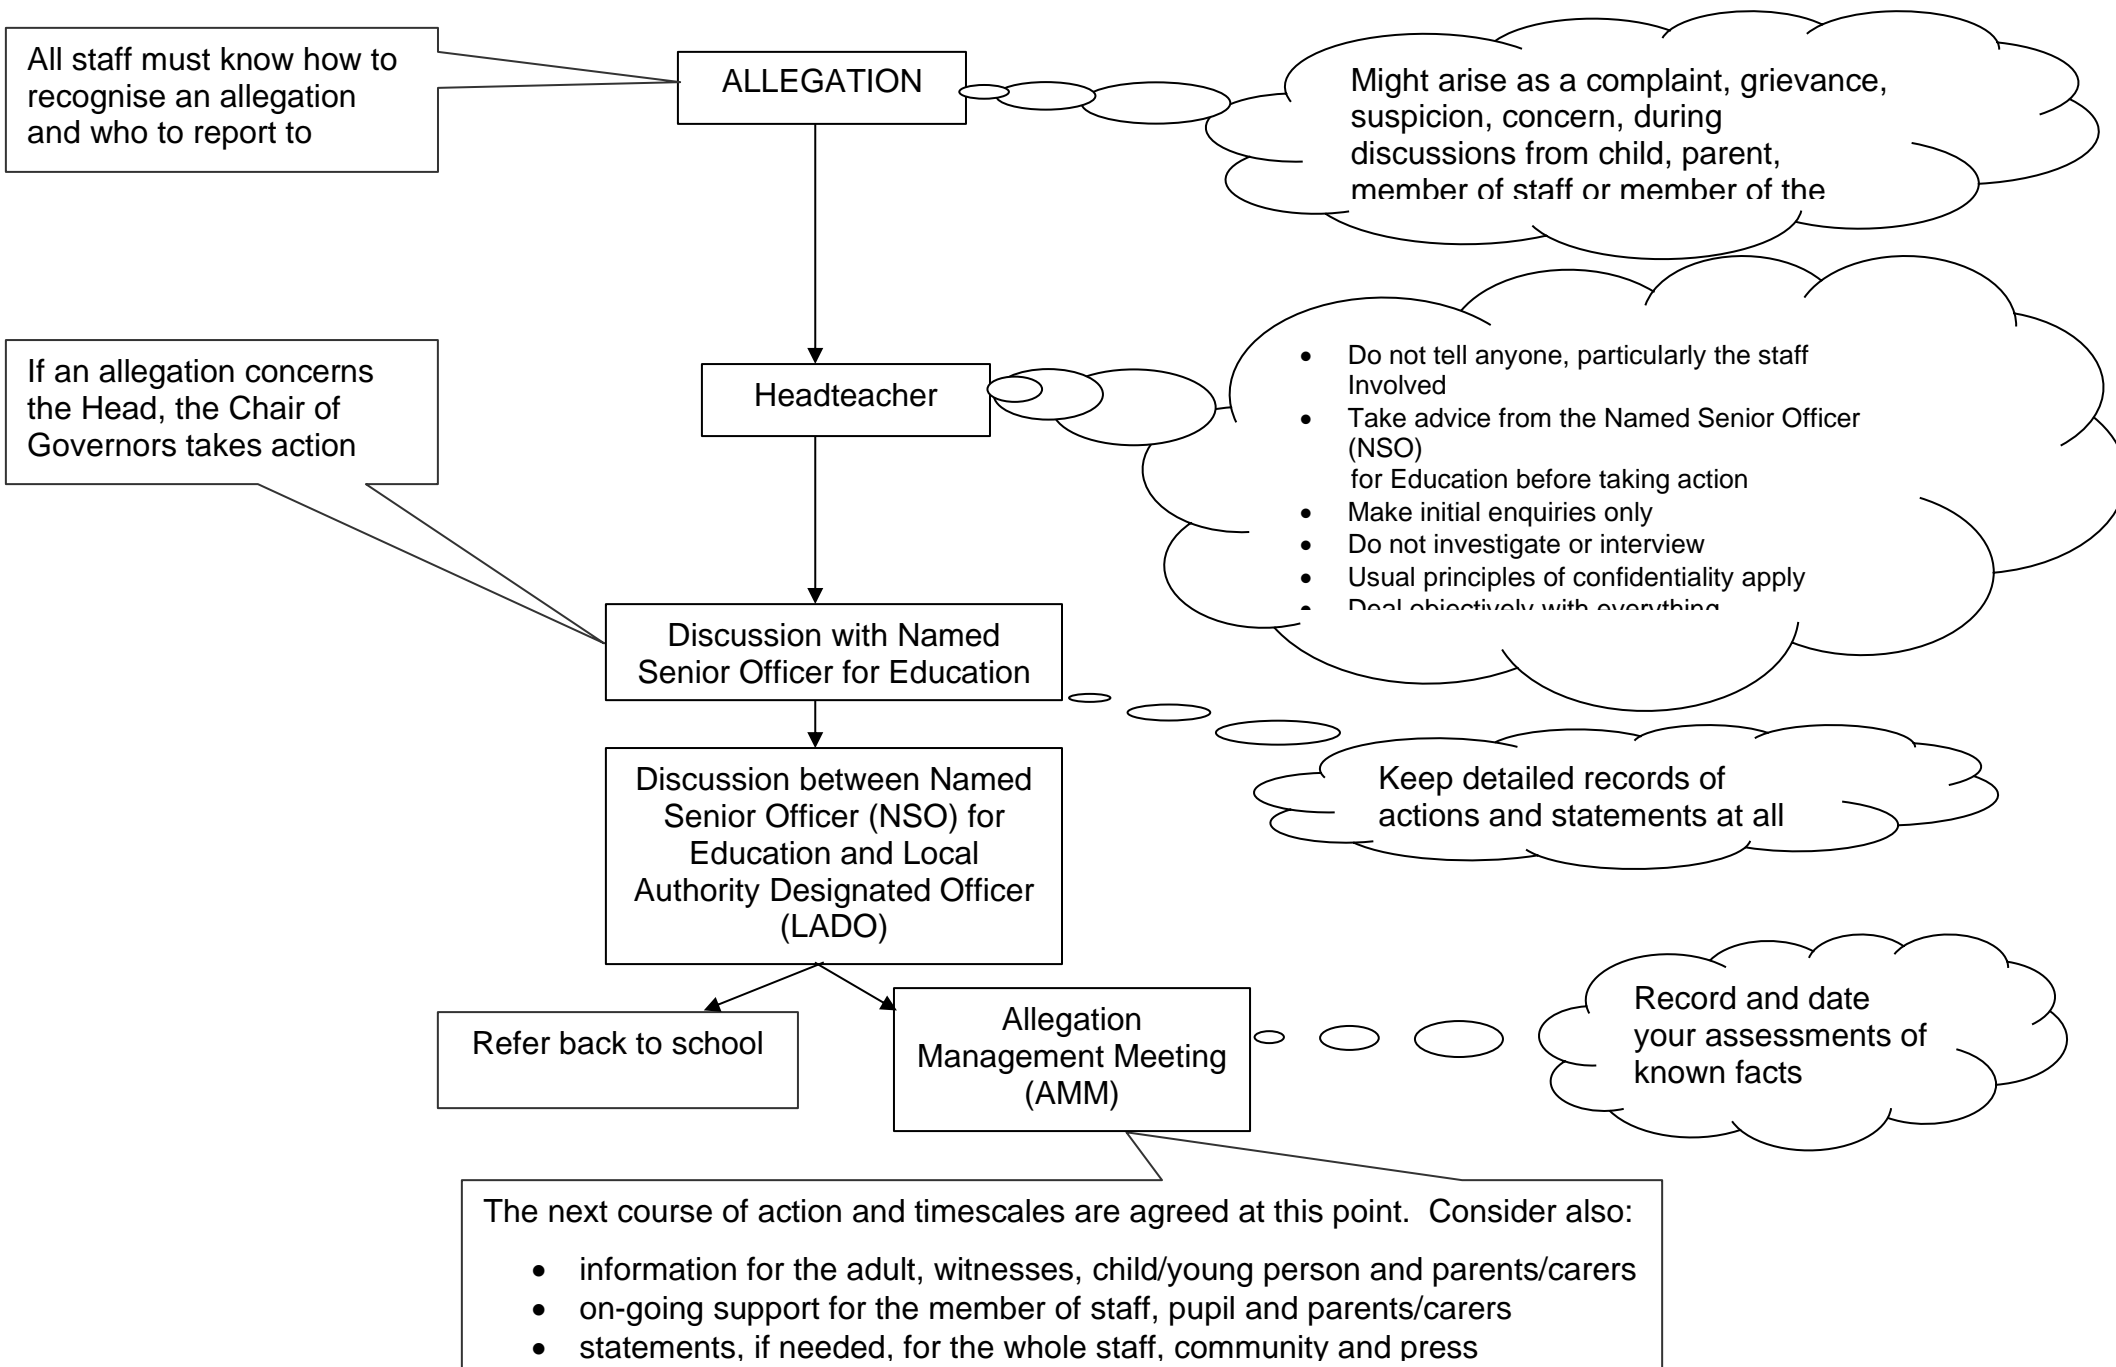 All staff must know how to
recognise an allegation
and who to report to
ALLEGATION
Might arise as a complaint, grievance,
suspicion, concern, during
discussions from child, parent,
member of staff or member of the
If an allegation concerns
the Head, the Chair of
Governors takes action
Headteacher
• Do not tell anyone, particularly the staff
Involved
• Take advice from the Named Senior Officer
(NSO)
for Education before taking action
• Make initial enquiries only
• Do not investigate or interview
• Usual principles of confidentiality apply
• Deal objectively with everything
Discussion with Named
Senior Officer for Education
Keep detailed records of
actions and statements at all
Discussion between Named
Senior Officer (NSO) for
Education and Local
Authority Designated Officer
(LADO)
Refer back to school
Allegation
Management Meeting
(AMM)
Record and date
your assessments of
known facts
The next course of action and timescales are agreed at this point.  Consider also:
• information for the adult, witnesses, child/young person and parents/carers
• on-going support for the member of staff, pupil and parents/carers
• statements, if needed, for the whole staff, community and press